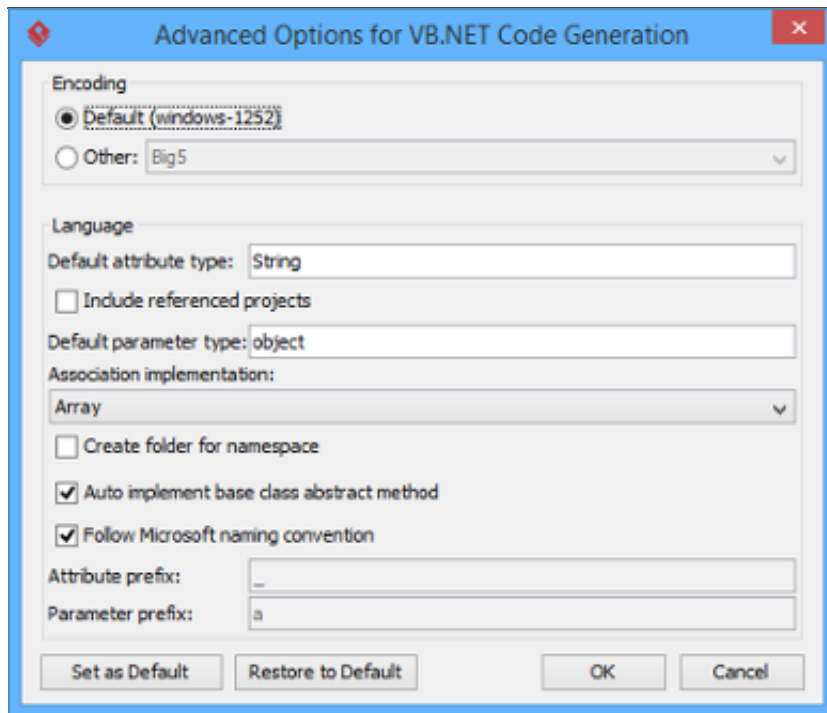 Advanced Options for VB.NET Code Generation
Encoding
Default (windows-1252)
Other: Big5
Language
Default attribute type: String
Include referenced projects
Default parameter type: object
Association implementation:
Array
Create folder for namespace
Auto implement base class abstract method
Follow Microsoft naming convention
Attribute prefix: _
Parameter prefix: a
Set as Default Restore to Default OK Cancel